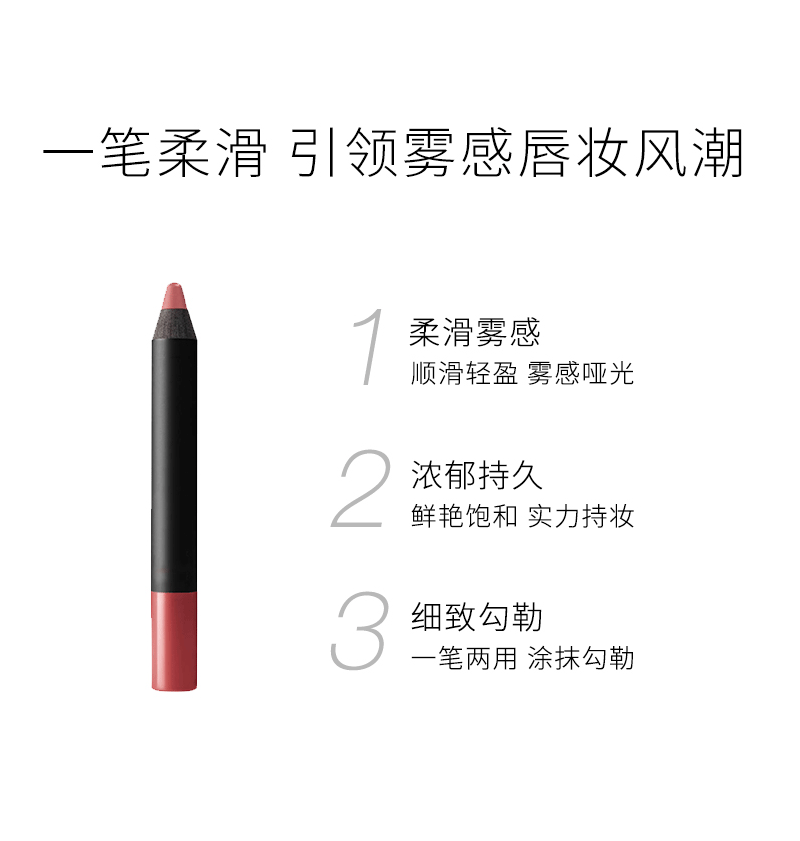 一笔柔滑 引领雾感唇妆风潮
1
柔滑雾感
顺滑轻盈 雾感哑光
2
浓郁持久
鲜艳饱和 实力持妆
3
细致勾勒
一笔两用 涂抹勾勒